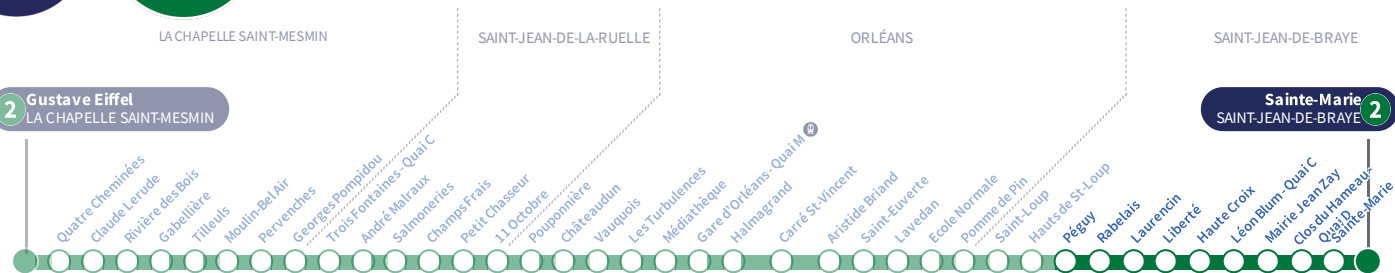 LA CHAPELLE SAINT-MESMIN
SAINT-JEAN-DE-LA-RUELLE
ORLÉANS
SAINT-JEAN-DE-BRAYE
2
Gustave Eiffel
LA CHAPELLE SAINT-MESMIN
Sainte-Marie
SAINT-JEAN-DE-BRAYE
2
Quatre Cheminées
Claude Lerude
Rivière des Bois
Gabellière
Tilleuls
Moulin-Bel Air
Pervenches
Georges Pompidou
Trois Fontaines - Quai C
André Malraux
Salmoneries
Champs Frais
Petit Chasseur
11 Octobre
Pouponnière
Châteaudun
Vauquois
Les Turbulences
Médiathèque
Gare d'Orléans - Quai M
Halmagrand
Carré St-Vincent
Aristide Briand
Saint-Euverte
Lavedan
Ecole Normale
Pomme de Pin
Saint-Loup
Hauts de St-Loup
Péguy
Rabelais
Laurencin
Liberté
Haute Croix
Léon Blum - Quai C
Mairie Jean Zay
Clos du Hameau -
Quai D
Sainte-Marie